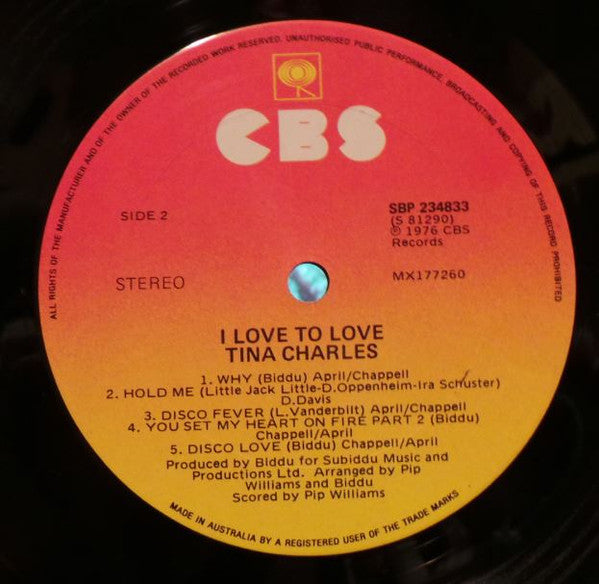 ALL RIGHTS OF THE MANUFACTURER AND OF THE OWNER OF THE RECORDED WORK RESERVED. UNAUTHORISED PUBLIC PERFORMANCE, BROADCASTING AND COPYING OF THIS RECORD PROHIBITED
CBS
SIDE 2
SBP 234833
(S 81290)
℗ 1976 CBS
Records
STEREO
MX177260
I LOVE TO LOVE
TINA CHARLES
1. WHY (Biddu) April/Chappell
2. HOLD ME (Little Jack Little-D.Oppenheim-Ira Schuster)
D.Davis
3. DISCO FEVER (L.Vanderbilt) April/Chappell
4. YOU SET MY HEART ON FIRE PART 2 (Biddu)
Chappell/April
5. DISCO LOVE (Biddu) Chappell/April
Produced by Biddu for Subiddu Music and
Productions Ltd. Arranged by Pip
Williams and Biddu
Scored by Pip Williams
MADE IN AUSTRALIA BY A REGISTERED USER OF THE TRADE MARKS